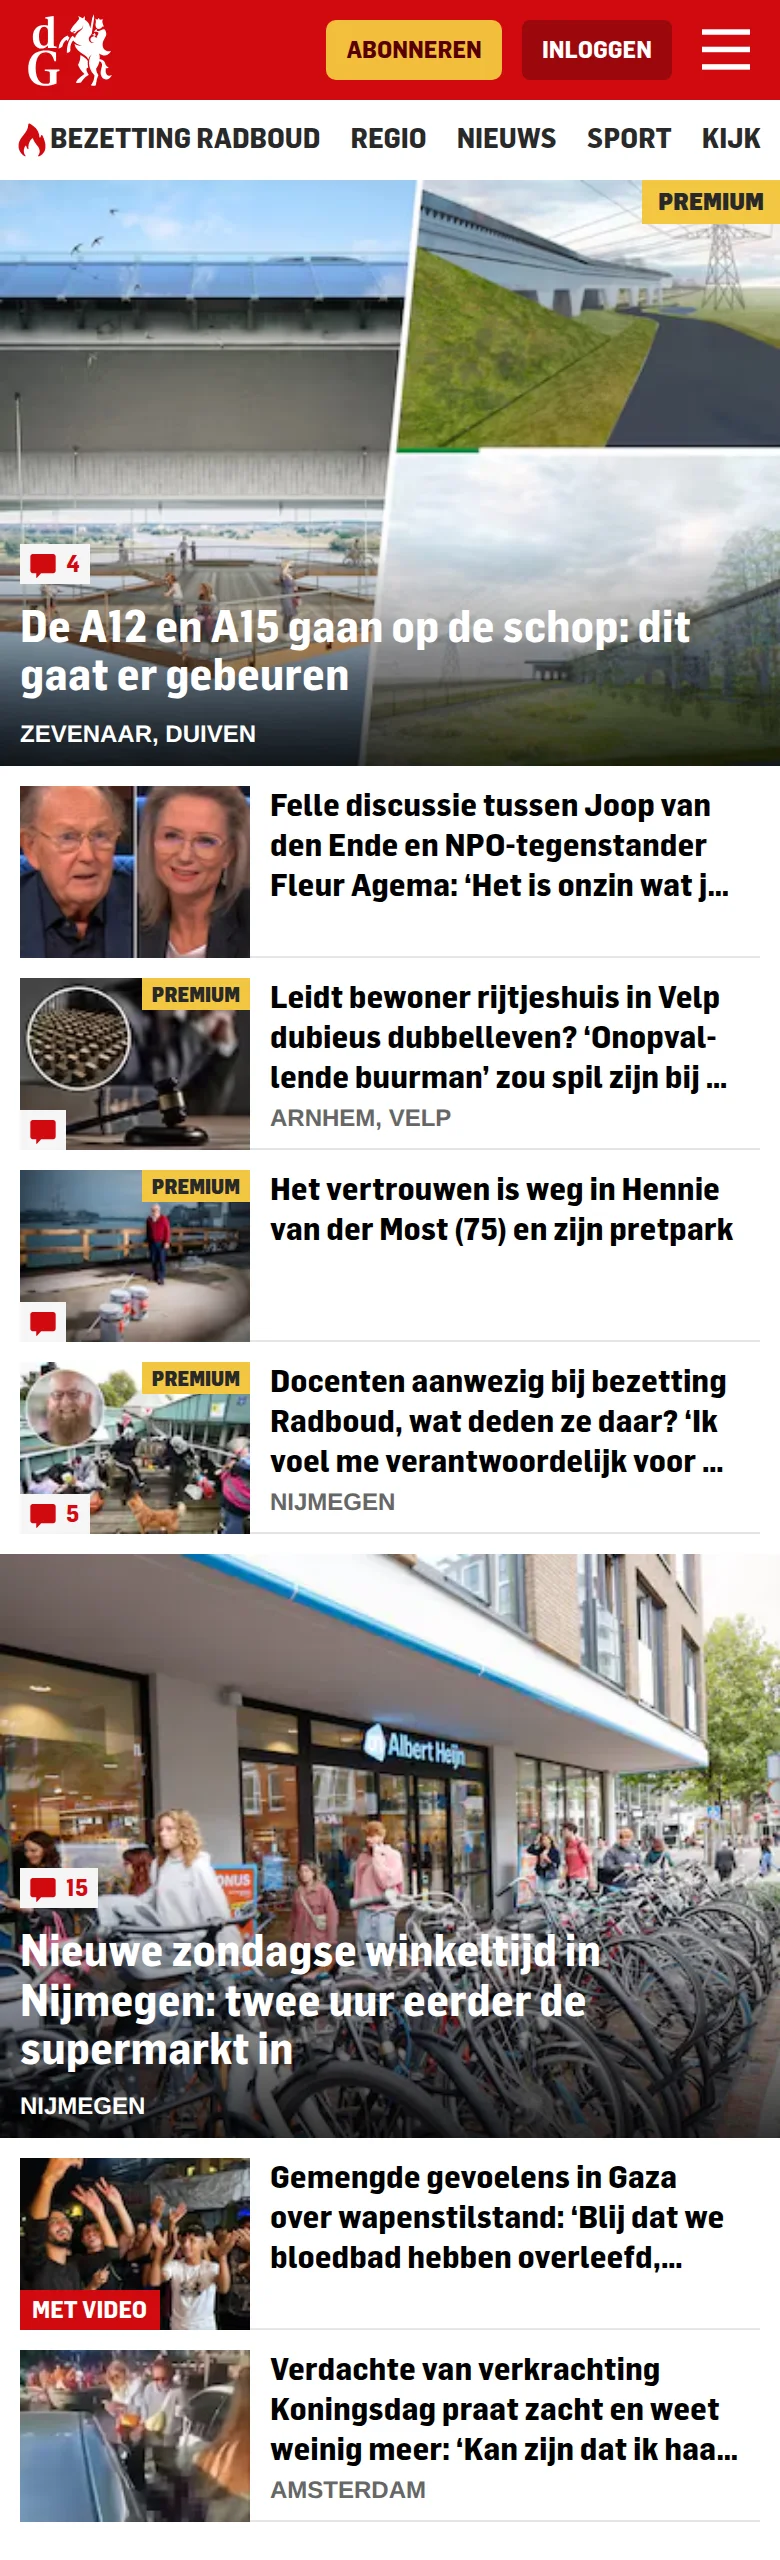 dG
ABONNEREN
INLOGGEN
BEZETTING RADBOUD REGIO NIEUWS SPORT KIJK
PREMIUM
4
De A12 en A15 gaan op de schop: dit
gaat er gebeuren
ZEVENAAR, DUIVEN
Felle discussie tussen Joop van
den Ende en NPO-tegenstander
Fleur Agema: ‘Het is onzin wat j...
PREMIUM
Leidt bewoner rijtjeshuis in Velp
dubieus dubbelleven? ‘Onopval-
lende buurman’ zou spil zijn bij ...
ARNHEM, VELP
PREMIUM
Het vertrouwen is weg in Hennie
van der Most (75) en zijn pretpark
PREMIUM
5
Docenten aanwezig bij bezetting
Radboud, wat deden ze daar? ‘Ik
voel me verantwoordelijk voor ...
NIJMEGEN
Albert Heijn
BONUS
15
Nieuwe zondagse winkeltijd in
Nijmegen: twee uur eerder de
supermarkt in
NIJMEGEN
MET VIDEO
Gemengde gevoelens in Gaza
over wapenstilstand: ‘Blij dat we
bloedbad hebben overleefd,...
Verdachte van verkrachting
Koningsdag praat zacht en weet
weinig meer: ‘Kan zijn dat ik haa...
AMSTERDAM